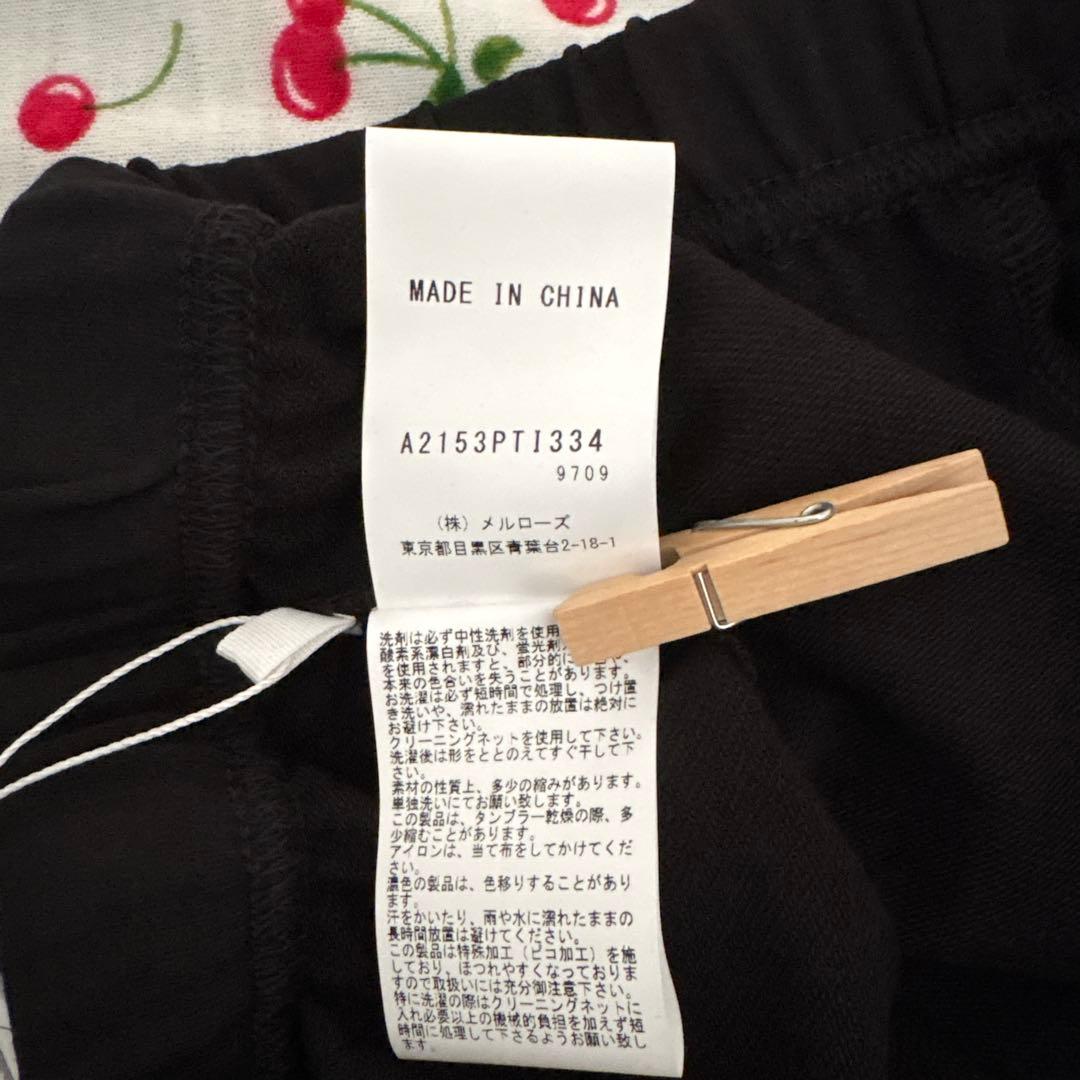 MADE IN CHINA
A2153PTI334
9709
（株）メルローズ
東京都目黒区青葉台2-18-1
洗剤は必ず中性洗剤を使用
酸素系漂白剤及び、蛍光剤
を使用されますと、部分的に
本来の色合いを失うことがあります。
お洗濯は必ず短時間で処理し、つけ置
き洗いや、濡れたままの放置は絶対に
お避け下さい。
クリーニングネットを使用して下さい。
洗濯後は形をととのえてすぐ干して下
さい。
素材の性質上、多少の縮みがあります。
単独洗いにてお願い致します。
この製品は、タンブラー乾燥の際、多
少縮むことがあります。
アイロンは、当て布をしてかけてくだ
さい。
濃色の製品は、色移りすることがあり
ます。
汗をかいたり、雨や水に濡れたままの
長時間放置は避けてください。
この製品は特殊加工（ピコ加工）を施
しており、ほつれやすくなっておりま
すので取扱いには充分御注意下さい。
特に洗濯の際はクリーニングネットに
入れ必要以上の機械的負担を加えず短
時間に処理して下さるようお願い致し
ます。